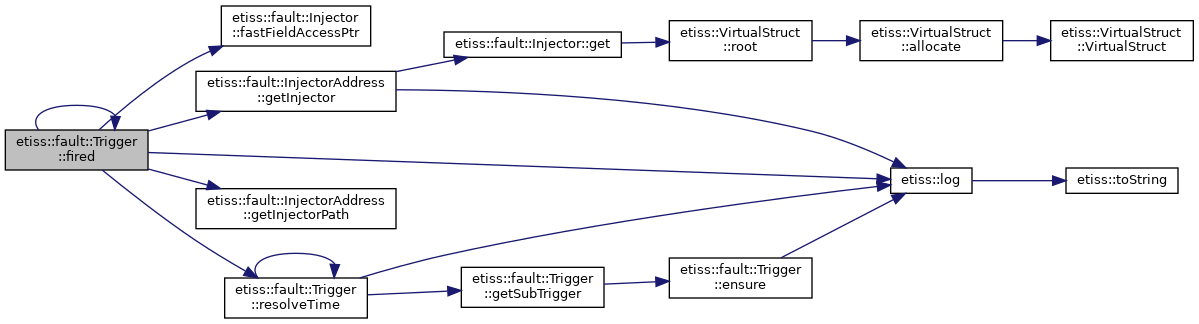 etiss::fault::Trigger
::fired
etiss::fault::Injector
::fastFieldAccessPtr
etiss::fault::InjectorAddress
::getInjector
etiss::fault::Injector::get
etiss::VirtualStruct
::root
etiss::VirtualStruct
::allocate
etiss::VirtualStruct
::VirtualStruct
etiss::log
etiss::toString
etiss::fault::InjectorAddress
::getInjectorPath
etiss::fault::Trigger
::resolveTime
etiss::fault::Trigger
::getSubTrigger
etiss::fault::Trigger
::ensure